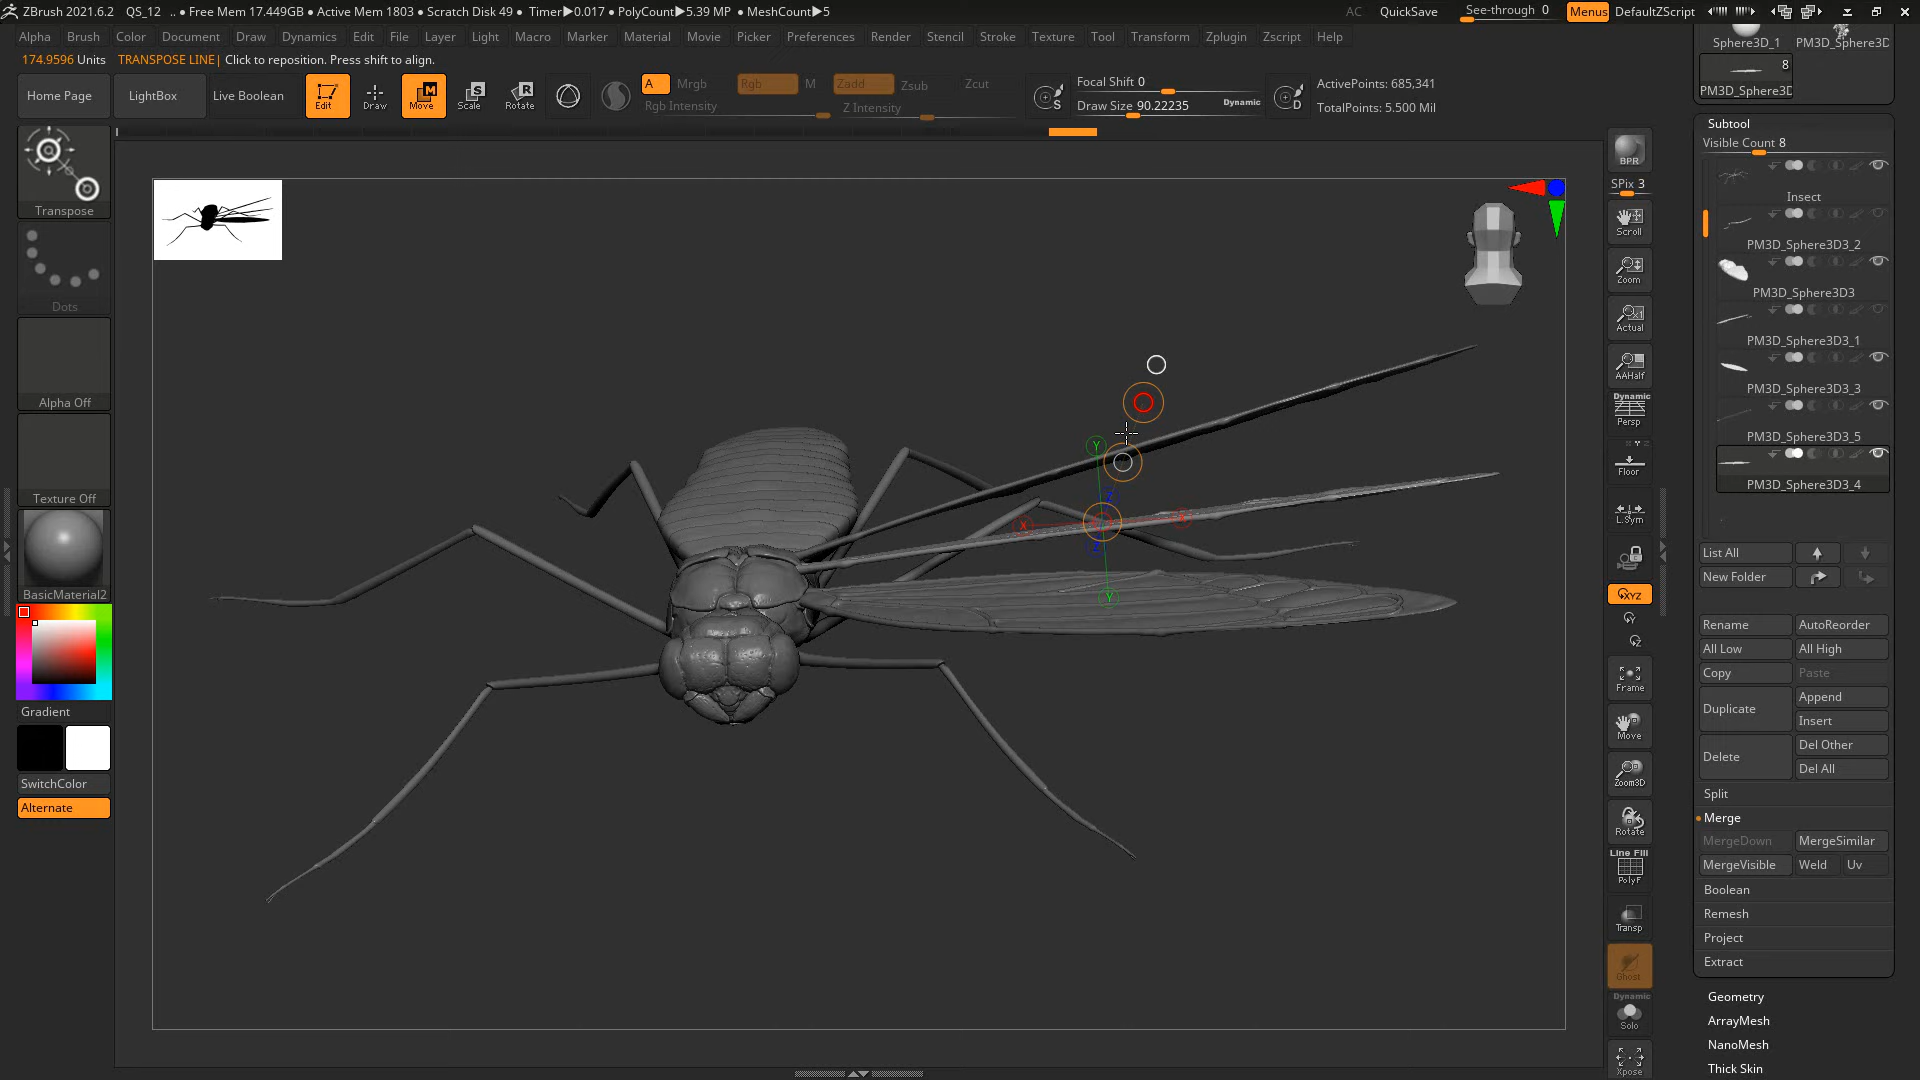 ZBrush 2021.6.2 QS_12 .. • Free Mem 17.449GB • Active Mem 1803 • Scratch Disk 49 • Timer▶0.017 • PolyCount▶5.39 MP • MeshCount▶5 AC QuickSave See-through 0 Menus DefaultZScript
Alpha Brush Color Document Draw Dynamics Edit File Layer Light Macro Marker Material Movie Picker Preferences Render Stencil Stroke Texture Tool Transform Zplugin Zscript Help
174.9596 Units TRANSPOSE LINE| Click to reposition. Press shift to align.
Home Page LightBox Live Boolean Edit Draw Move Scale Rotate
A Mrgb Rgb M Zadd Zsub Zcut
Rgb Intensity Z Intensity
Focal Shift 0
Draw Size 90.22235 Dynamic
ActivePoints: 685,341
TotalPoints: 5.500 Mil
Transpose
Dots
Alpha Off
Texture Off
BasicMaterial2
Gradient
SwitchColor
Alternate
Y
Z
X X
Z
Y
BPR
SPix 3
Scroll
Zoom
Actual
AAHalf
Dynamic
Persp
Floor
L.Sym
XYZ
Y
Z
Frame
Move
Zoom3D
Rotate
Line Fill
PolyF
Transp
Ghost
Dynamic
Solo
Xpose
Sphere3D_1 PM3D_Sphere3D
8
PM3D_Sphere3D
Subtool
Visible Count 8
Insect
PM3D_Sphere3D3_2
PM3D_Sphere3D3
PM3D_Sphere3D3_1
PM3D_Sphere3D3_3
PM3D_Sphere3D3_5
PM3D_Sphere3D3_4
List All
New Folder
Rename AutoReorder
All Low All High
Copy Paste
Duplicate Append
Insert
Delete Del Other
Del All
Split
Merge
MergeDown MergeSimilar
MergeVisible Weld Uv
Boolean
Remesh
Project
Extract
Geometry
ArrayMesh
NanoMesh
Thick Skin